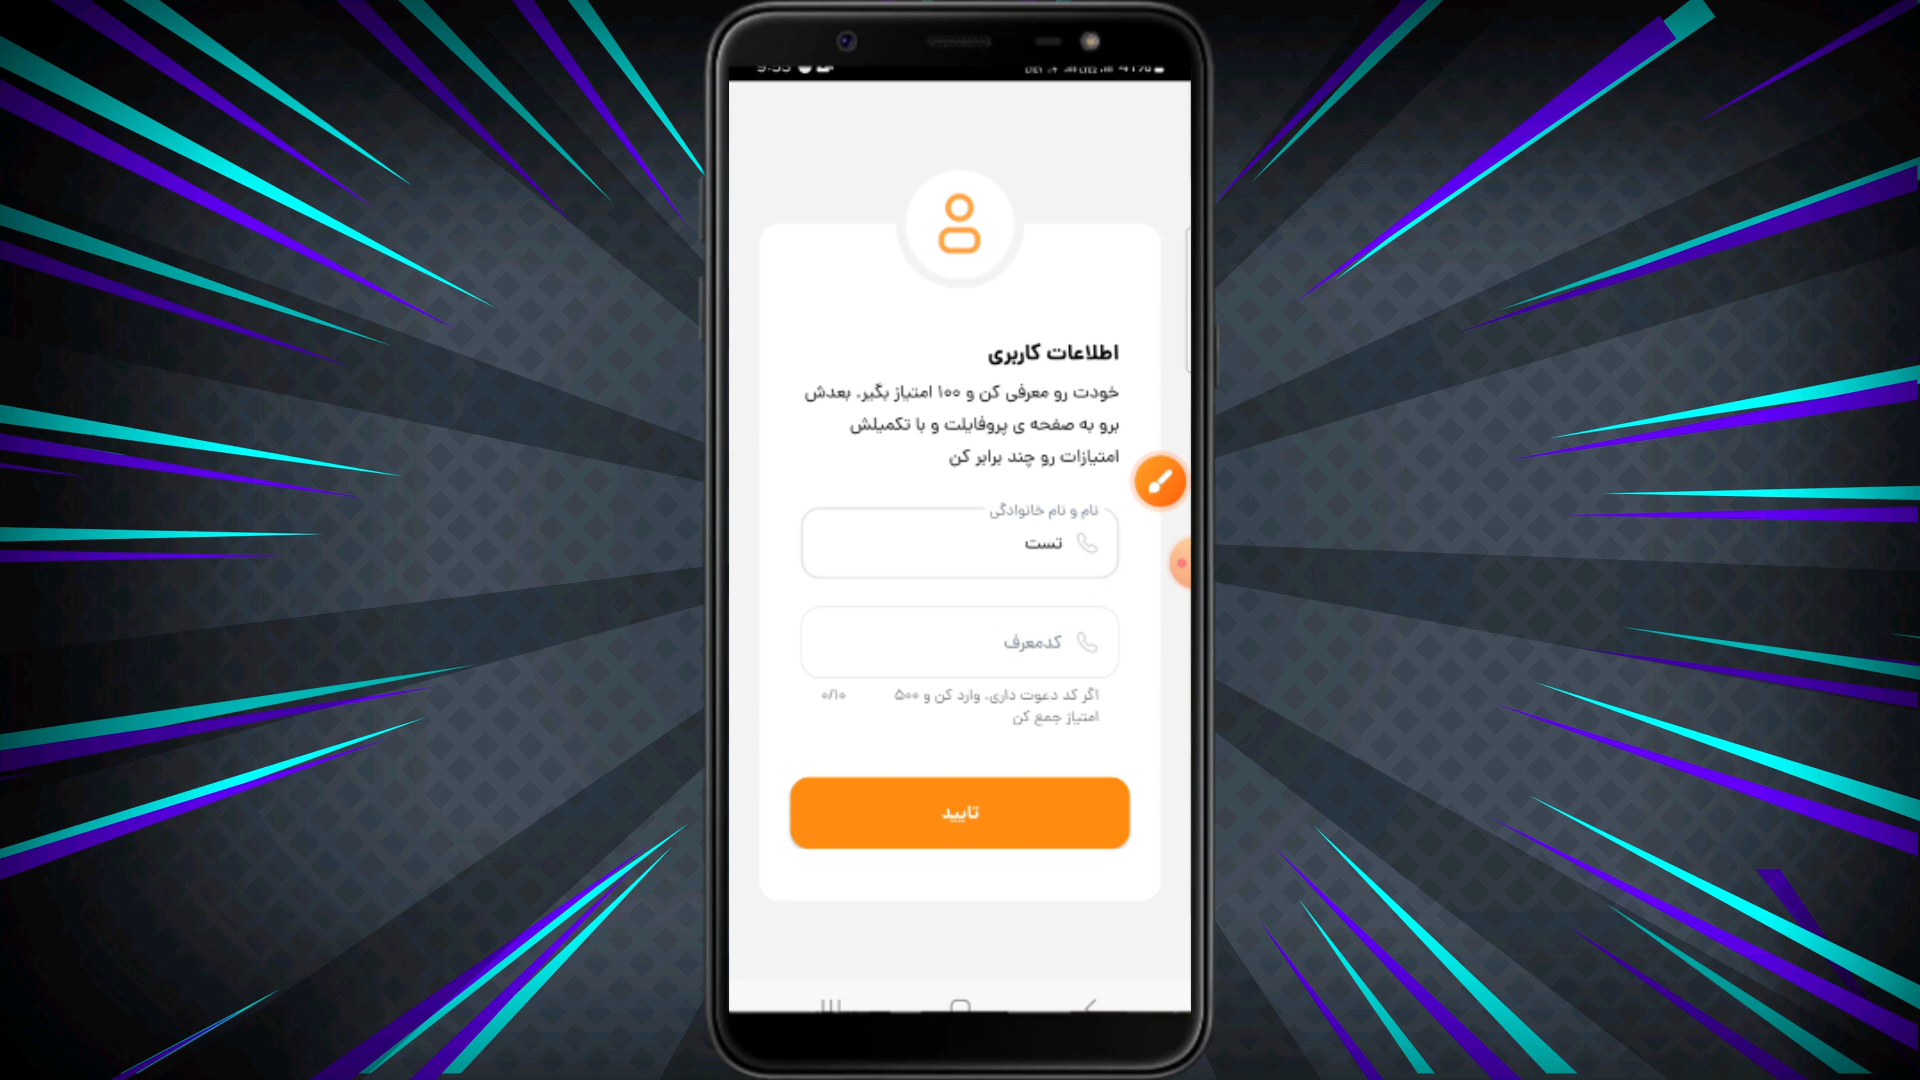 اطلاعات کاربری
خودت رو معرفی کن و ۱۰۰ امتیاز بگیر. بعدش
برو به صفحه ی پروفایلت و با تکمیلش
امتیازات رو چند برابر کن
نام و نام خانوادگی
تست
کدمعرف
اگر کد دعوت داری، وارد کن و ۵۰۰
امتیاز جمع کن
۰/۱۰
تایید